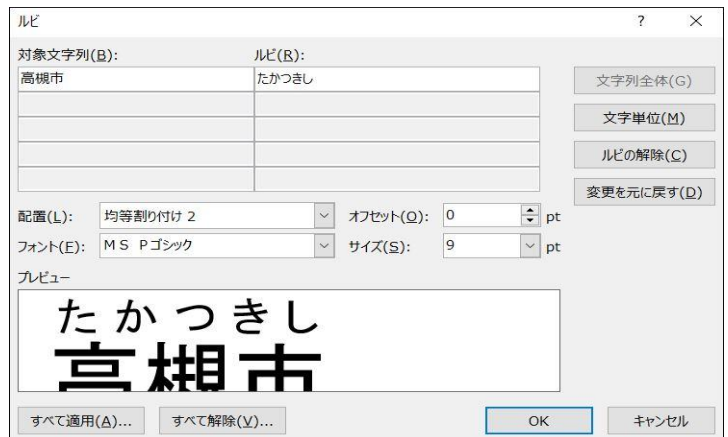 ルビ ? ×
対象文字列(B): ルビ(R):
高槻市 たかつきし
文字列全体(G)
文字単位(M)
ルビの解除(C)
変更を元に戻す(D)
配置(L): 均等割り付け 2 オフセット(O): 0 pt
フォント(F): ＭＳ Ｐゴシック サイズ(S): 9 pt
プレビュー
たかつきし
高槻市
すべて適用(A)... すべて解除(V)... OK キャンセル